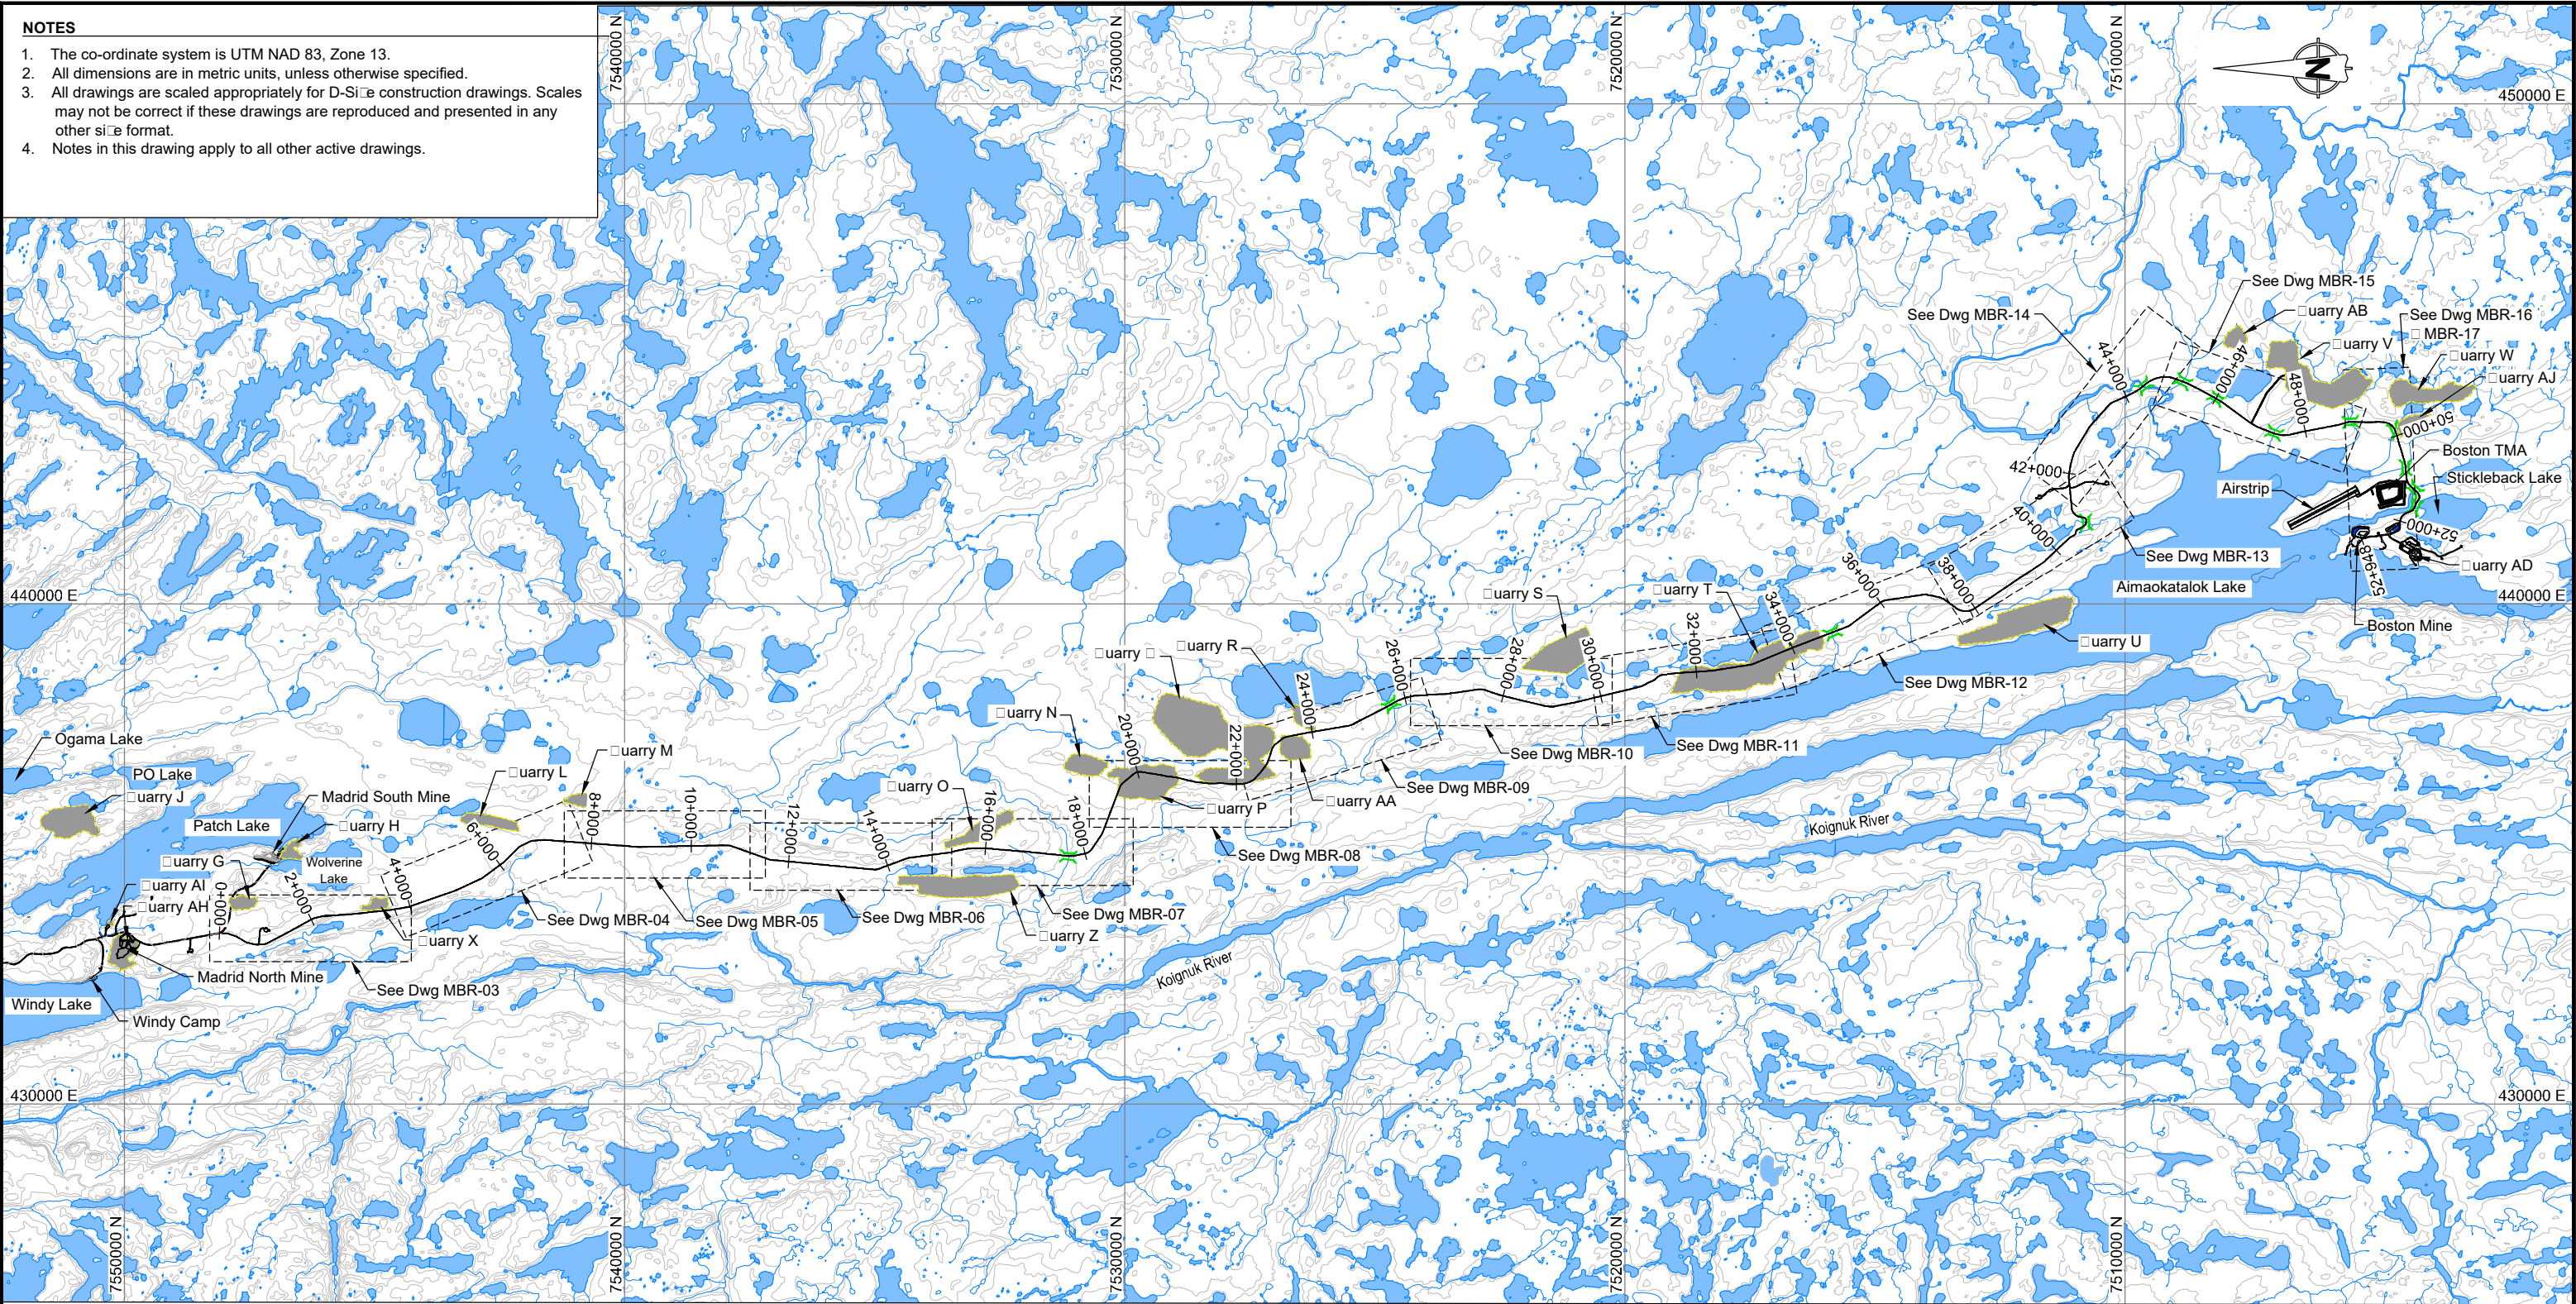 NOTES
1. The co-ordinate system is UTM NAD 83, Zone 13.
2. All dimensions are in metric units, unless otherwise specified.
3. All drawings are scaled appropriately for D-Si□e construction drawings. Scales
may not be correct if these drawings are reproduced and presented in any
other si□e format.
4. Notes in this drawing apply to all other active drawings.
7540000 N
7530000 N
7520000 N
7510000 N
N
450000 E
450000 E
See Dwg MBR-15
See Dwg MBR-14
□uarry AB
See Dwg MBR-16
□ MBR-17
□uarry V
□uarry W
□uarry AJ
44+000
46+000
48+000
50+000
Boston TMA
42+000
Stickleback Lake
Airstrip
40+000
52+000
See Dwg MBR-13
□uarry AD
52+948
Aimaokatalok Lake
Boston Mine
440000 E
440000 E
□uarry U
38+000
36+000
34+000
□uarry T
32+000
□uarry S
30+000
28+000
26+000
See Dwg MBR-12
See Dwg MBR-11
See Dwg MBR-10
□uarry R
□uarry □
24+000
22+000
20+000
□uarry N
See Dwg MBR-09
□uarry AA
□uarry P
See Dwg MBR-08
Koignuk River
Ogama Lake
PO Lake
□uarry J
Madrid South Mine
Patch Lake
□uarry H
□uarry G
Wolverine
Lake
□uarry AI
□uarry AH
0+000
2+000
4+000
6+000
□uarry L
□uarry M
8+000
10+000
12+000
14+000
□uarry O
16+000
18+000
See Dwg MBR-04
See Dwg MBR-05
See Dwg MBR-06
See Dwg MBR-07
□uarry Z
□uarry X
Madrid North Mine
See Dwg MBR-03
Windy Lake
Windy Camp
Koignuk River
430000 E
430000 E
7550000 N
7540000 N
7530000 N
7520000 N
7510000 N